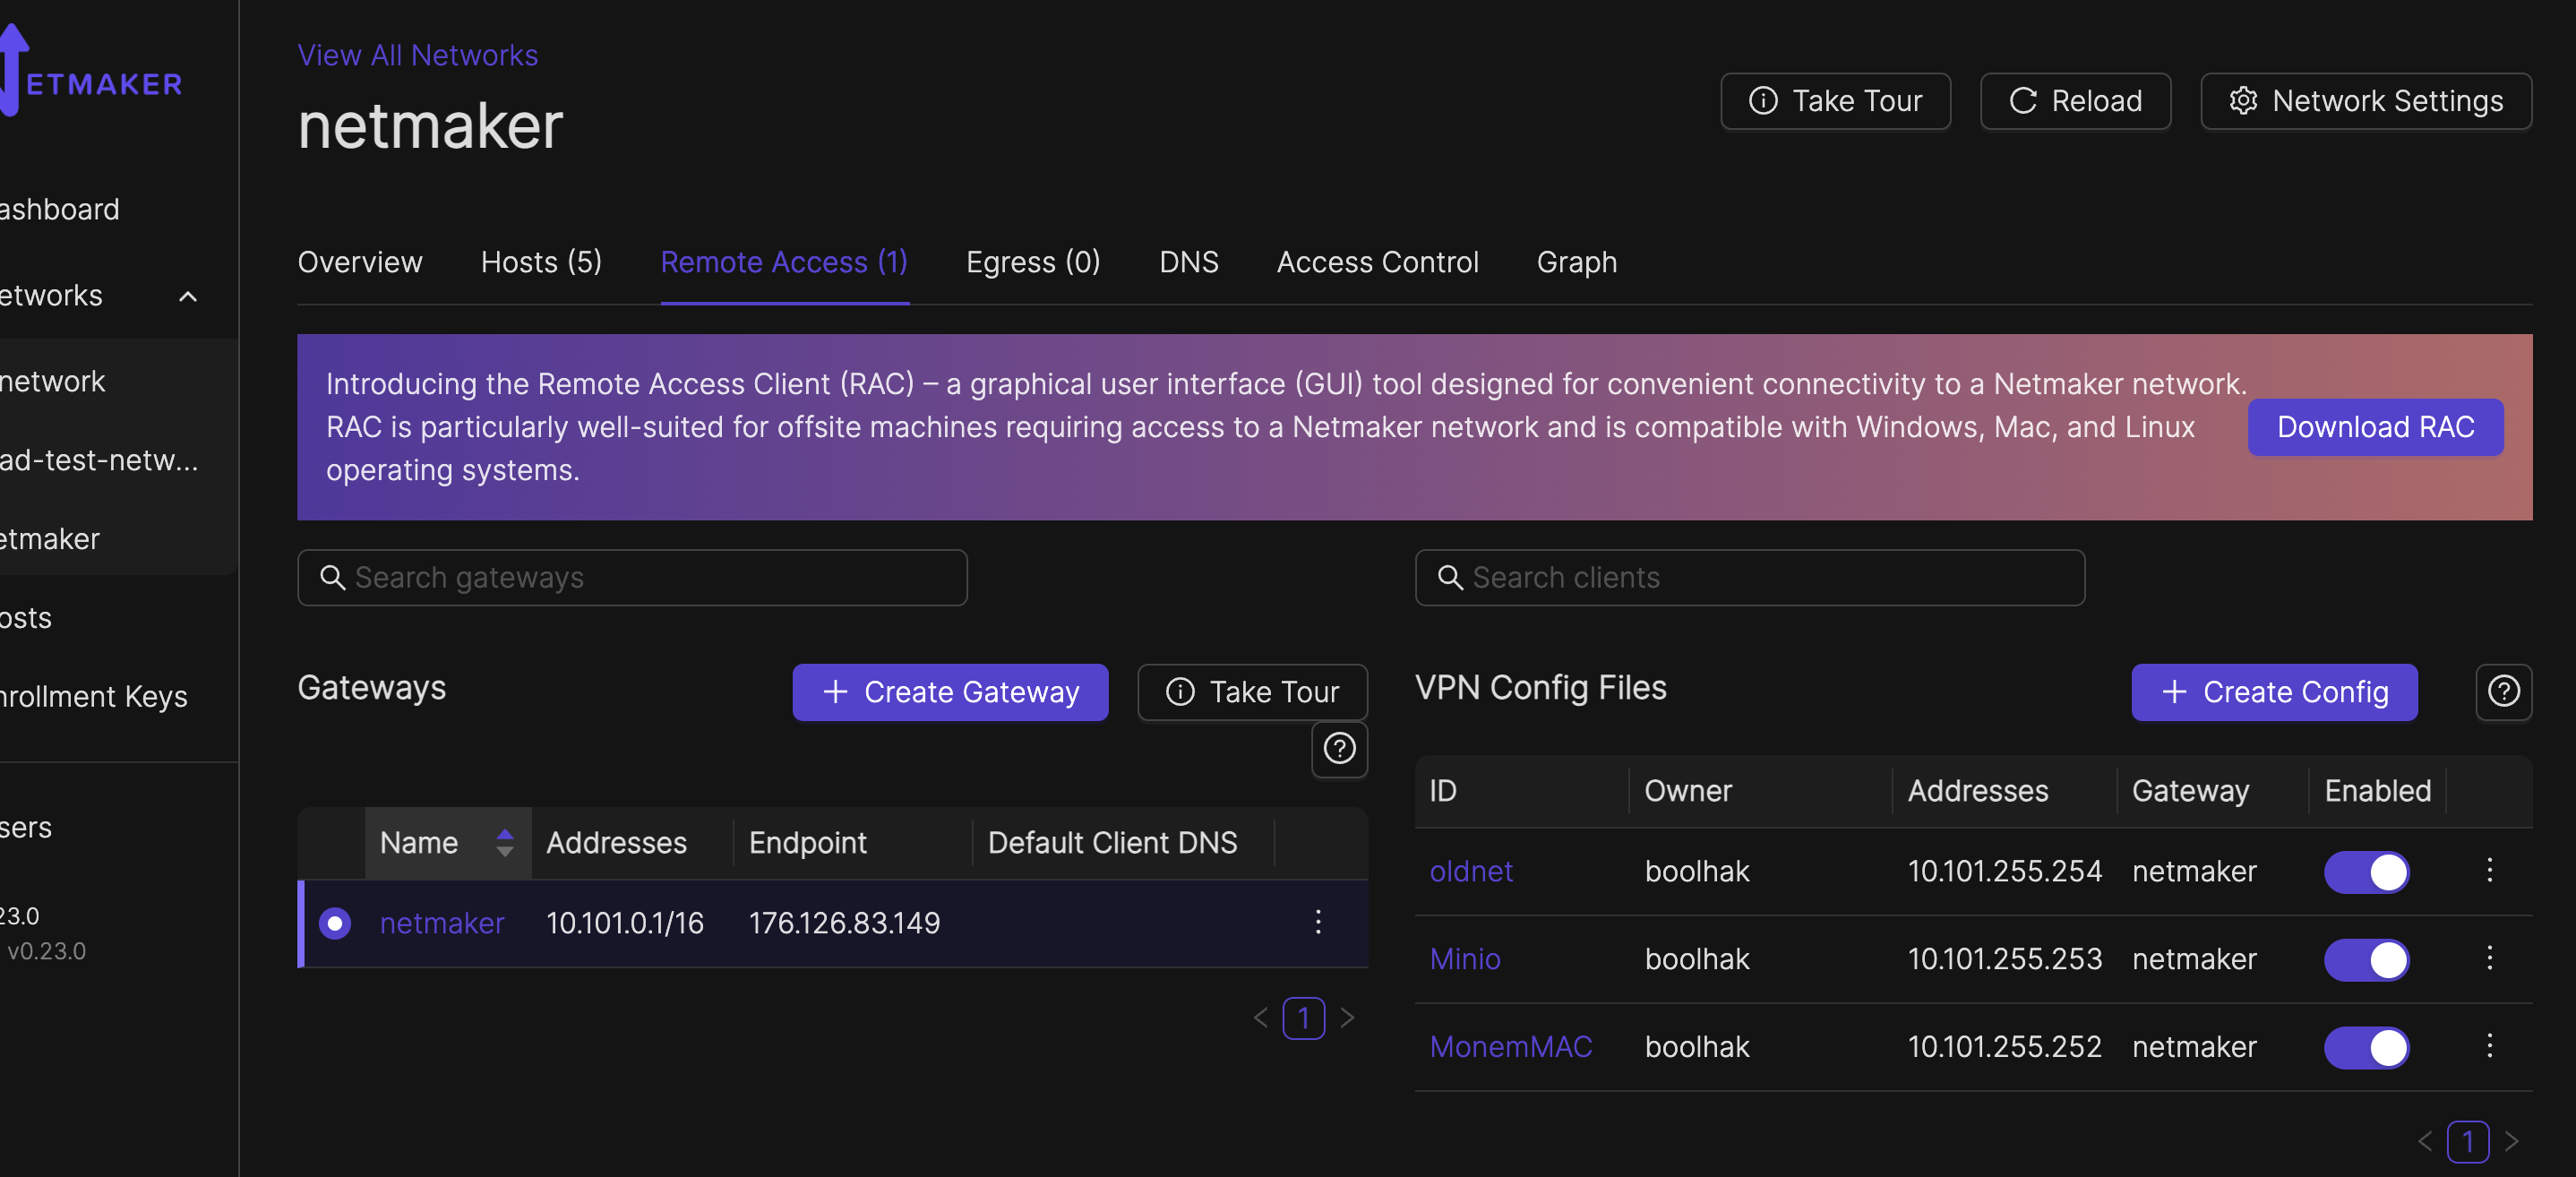 NETMAKER
ashboard
etworks
network
ad-test-netw...
etmaker
osts
nrollment Keys
sers
23.0
v0.23.0
View All Networks
netmaker
Take Tour
Reload
Network Settings
Overview
Hosts (5)
Remote Access (1)
Egress (0)
DNS
Access Control
Graph
Introducing the Remote Access Client (RAC) – a graphical user interface (GUI) tool designed for convenient connectivity to a Netmaker network.
RAC is particularly well-suited for offsite machines requiring access to a Netmaker network and is compatible with Windows, Mac, and Linux
operating systems.
Download RAC
Search gateways
Gateways
+ Create Gateway
Take Tour
Name Addresses Endpoint Default Client DNS
netmaker 10.101.0.1/16 176.126.83.149
< 1 >
Search clients
VPN Config Files
+ Create Config
ID Owner Addresses Gateway Enabled
oldnet boolhak 10.101.255.254 netmaker
Minio boolhak 10.101.255.253 netmaker
MonemMAC boolhak 10.101.255.252 netmaker
< 1 >